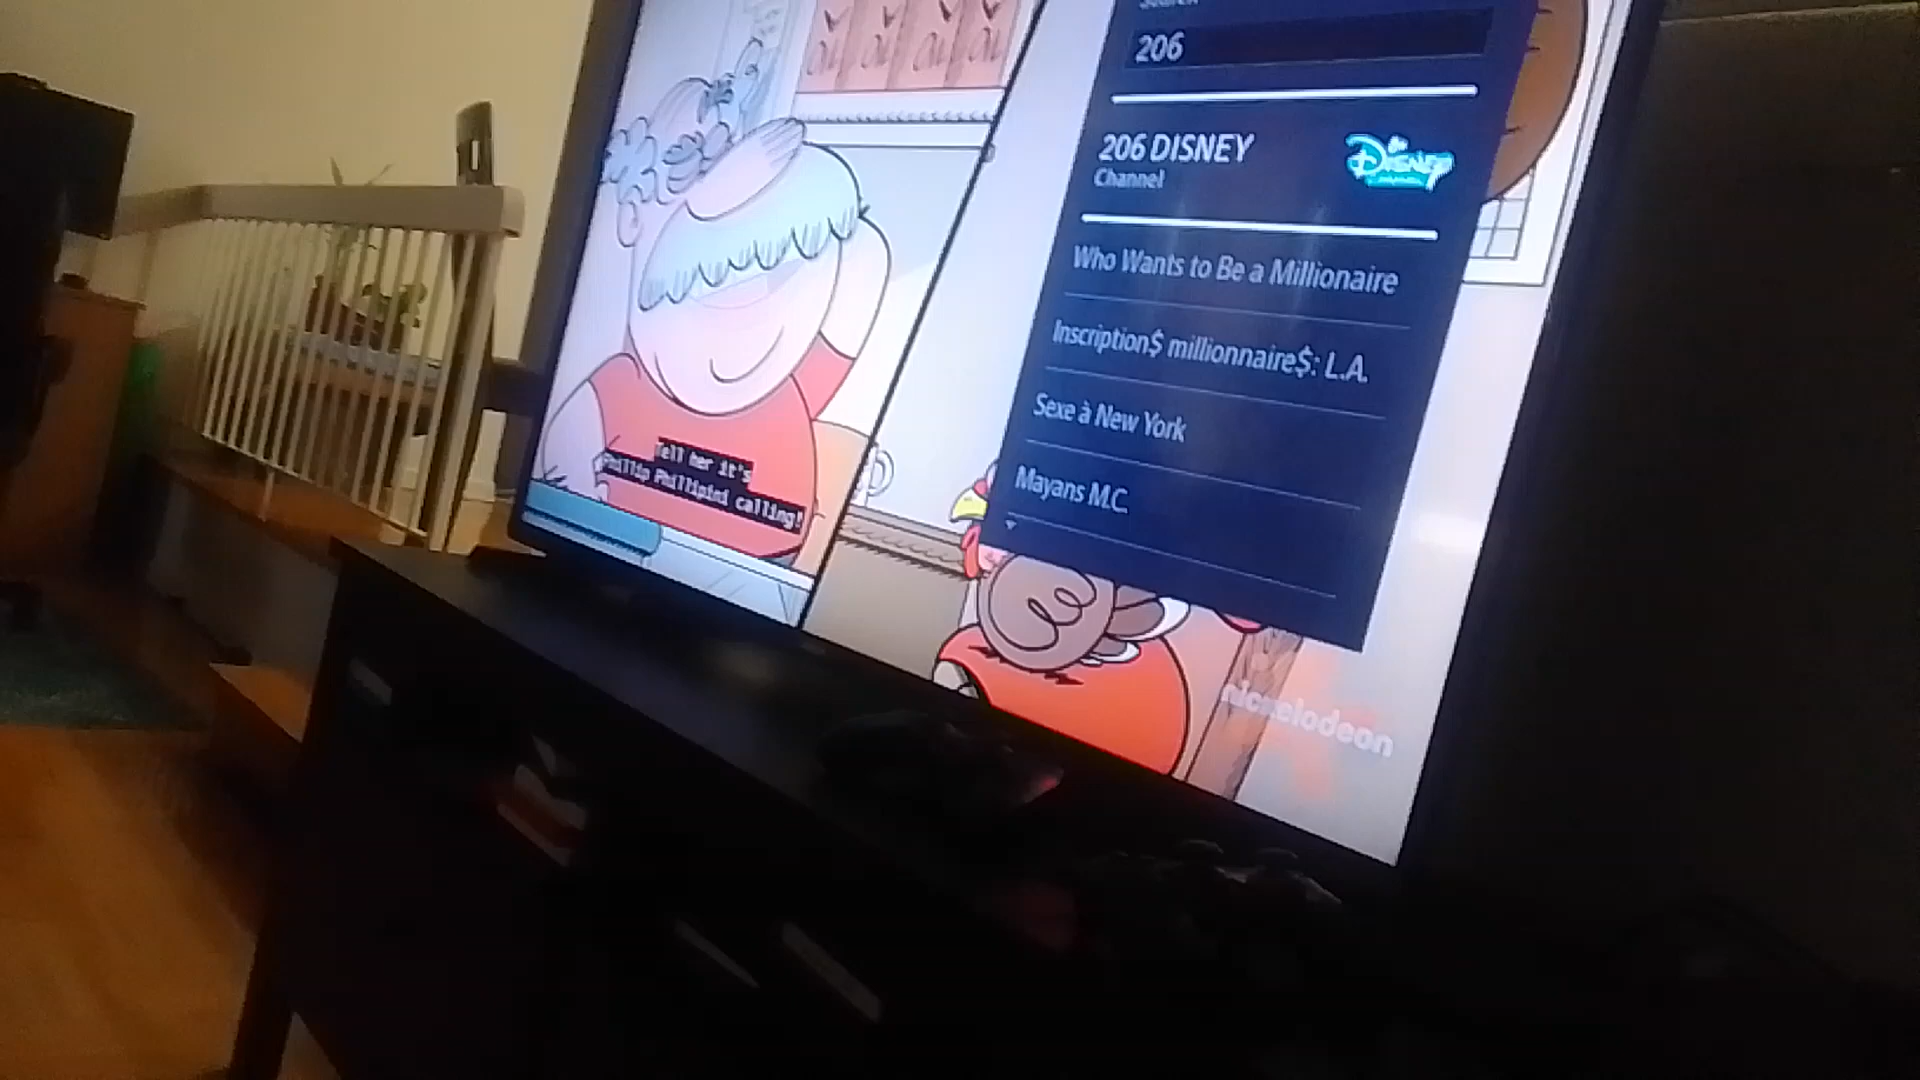 206
206 DISNEY
Channel
Disney
Who Wants to Be a Millionaire
Inscription$ millionnaire$: L.A.
Sexe à New York
Mayans M.C.
Tell her it's
Phillip Phillipini calling!
nickelodeon